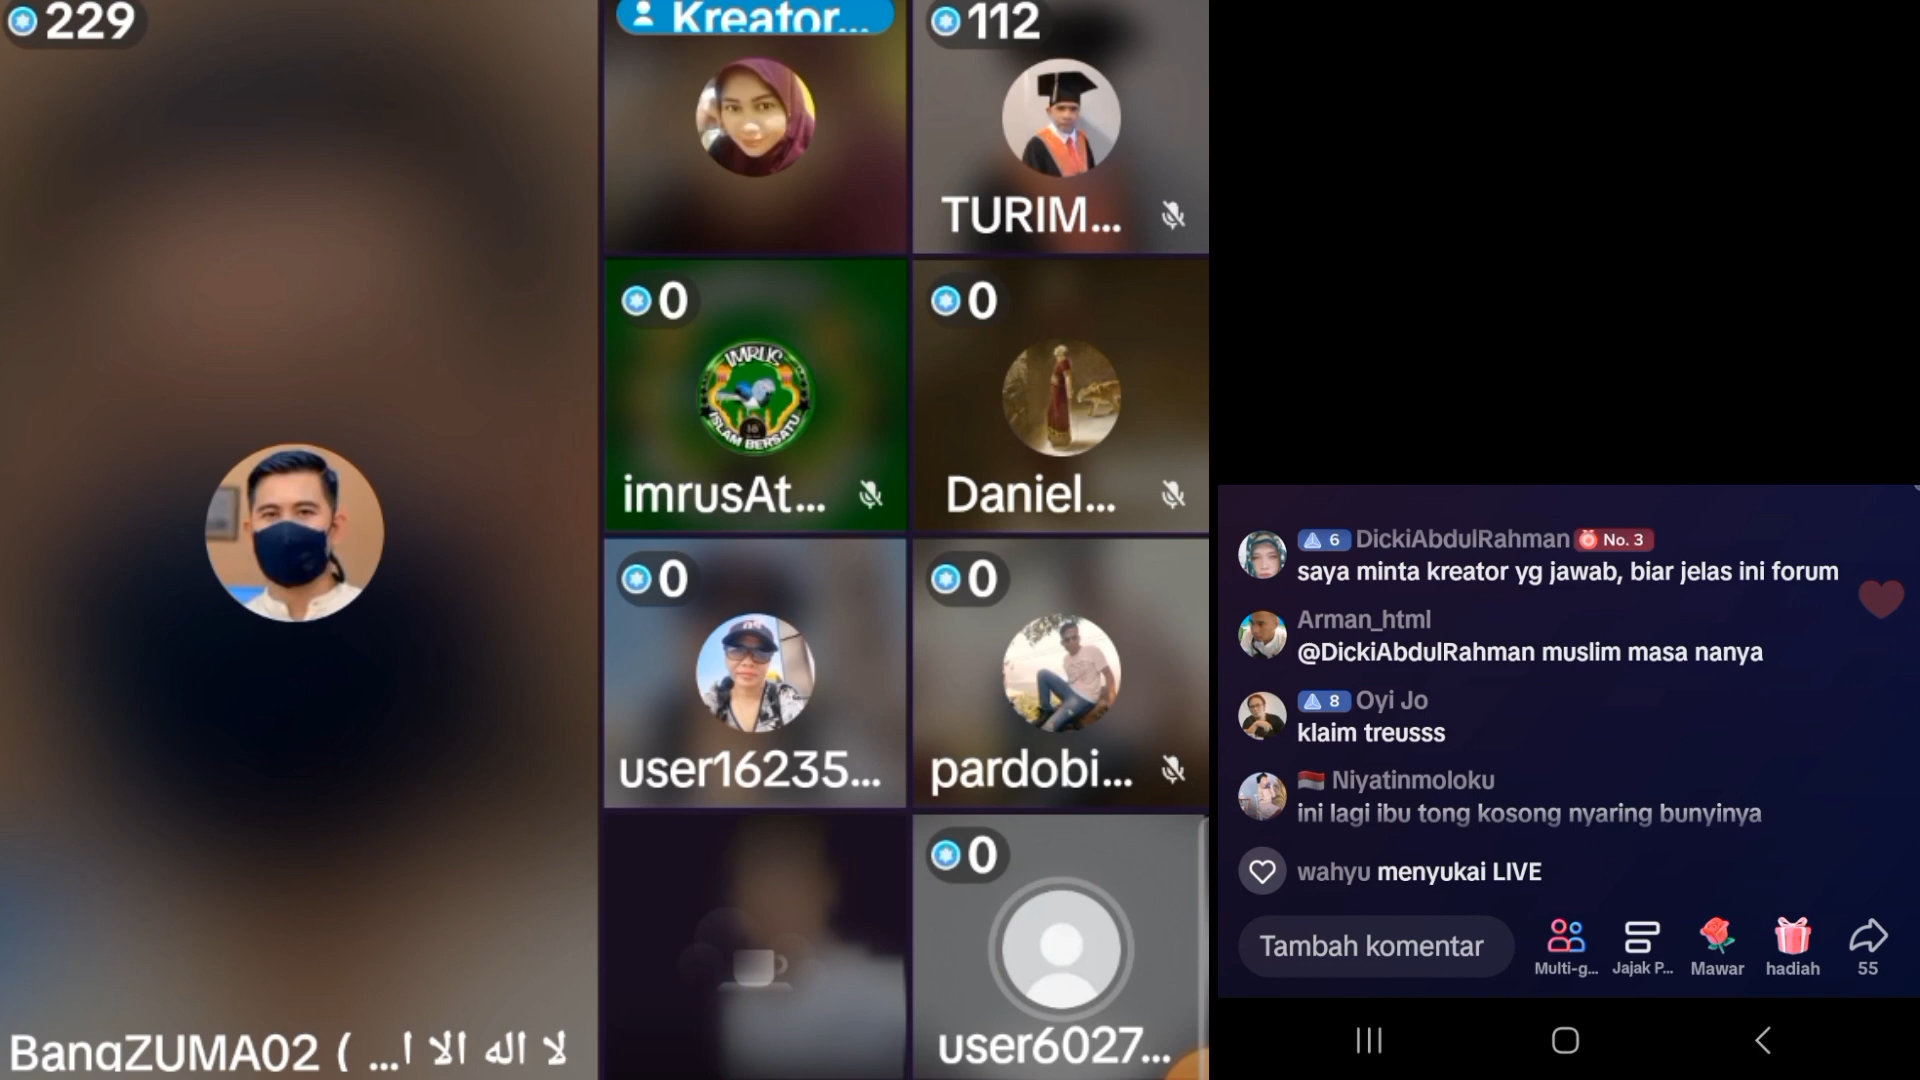 229
Kreator...
112
TURIM...
0
0
IMRUS
ISLAM BERSATU
imrusAt...
Daniel...
0
0
user16235...
pardobi...
0
user6027...
BangZUMA02 ( ...لا اله الا ا
6 DickiAbdulRahman No. 3
saya minta kreator yg jawab, biar jelas ini forum
Arman_html
@DickiAbdulRahman muslim masa nanya
8 Oyi Jo
klaim treusss
Niyatinmoloku
ini lagi ibu tong kosong nyaring bunyinya
wahyu menyukai LIVE
Tambah komentar
Multi-g...
Jajak P...
Mawar
hadiah
55